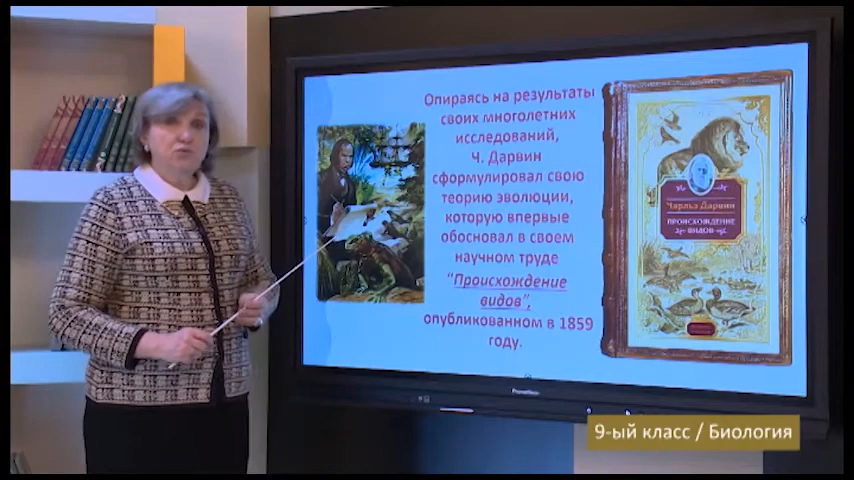 Опираясь на результаты
своих многолетних
исследований,
Ч. Дарвин
сформулировал свою
теорию эволюции,
которую впервые
обосновал в своем
научном труде
"Происхождение
видов",
опубликованном в 1859
году.
Чарльз Дарвин
ПРОИСХОЖДЕНИЕ
ВИДОВ
Promethean
9-ый класс / Биология